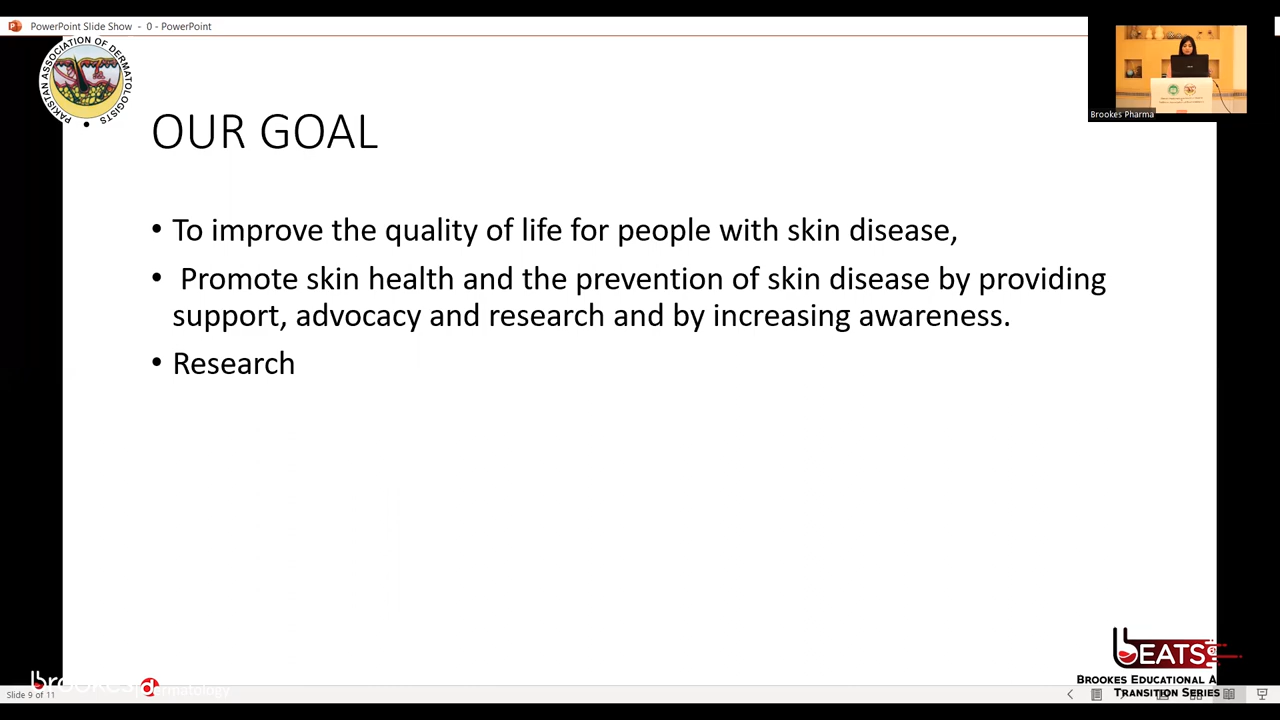 PowerPoint Slide Show - 0 - PowerPoint
PAKISTAN ASSOCIATION OF DERMATOLOGISTS
Brookes Pharma
OUR GOAL
• To improve the quality of life for people with skin disease,
• Promote skin health and the prevention of skin disease by providing
support, advocacy and research and by increasing awareness.
• Research
bEATS
BROOKES EDUCATIONAL A
TRANSITION SERIES
brookes dermatology
Slide 9 of 11